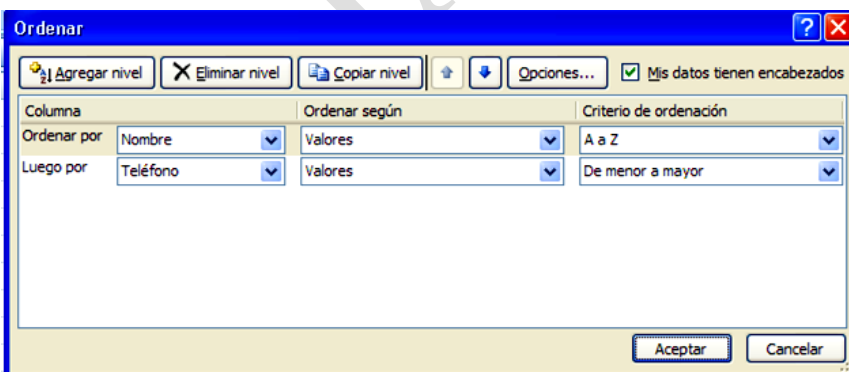 Ordenar
Agregar nivel Eliminar nivel Copiar nivel Opciones... Mis datos tienen encabezados
Columna Ordenar según Criterio de ordenación
Ordenar por Nombre Valores A a Z
Luego por Teléfono Valores De menor a mayor
Aceptar Cancelar